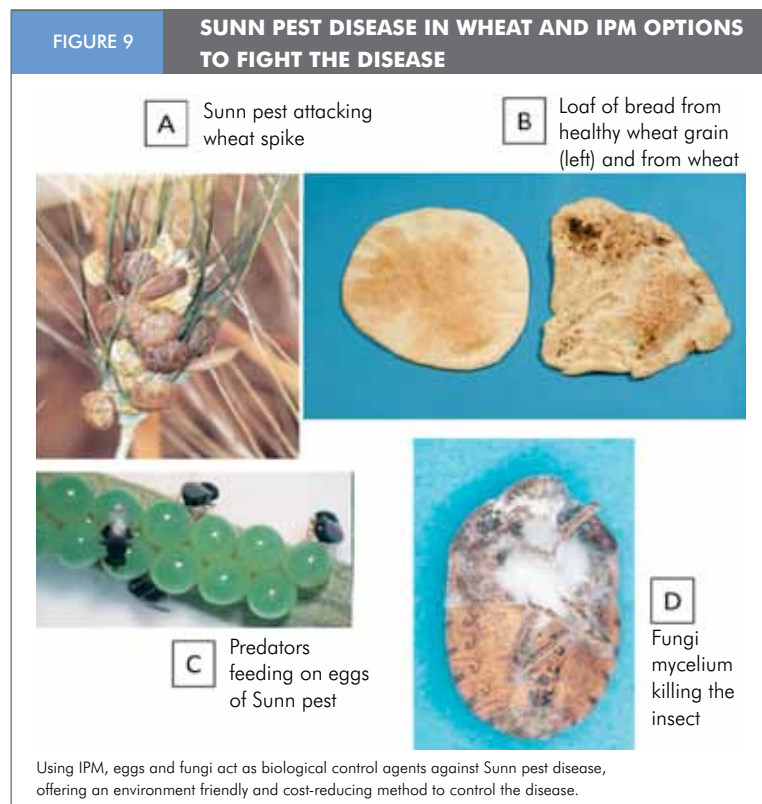 FIGURE 9
SUNN PEST DISEASE IN WHEAT AND IPM OPTIONS
TO FIGHT THE DISEASE
A
Sunn pest attacking
wheat spike
B
Loaf of bread from
healthy wheat grain
(left) and from wheat
C
Predators
feeding on eggs
of Sunn pest
D
Fungi
mycelium
killing the
insect
Using IPM, eggs and fungi act as biological control agents against Sunn pest disease,
offering an environment friendly and cost-reducing method to control the disease.